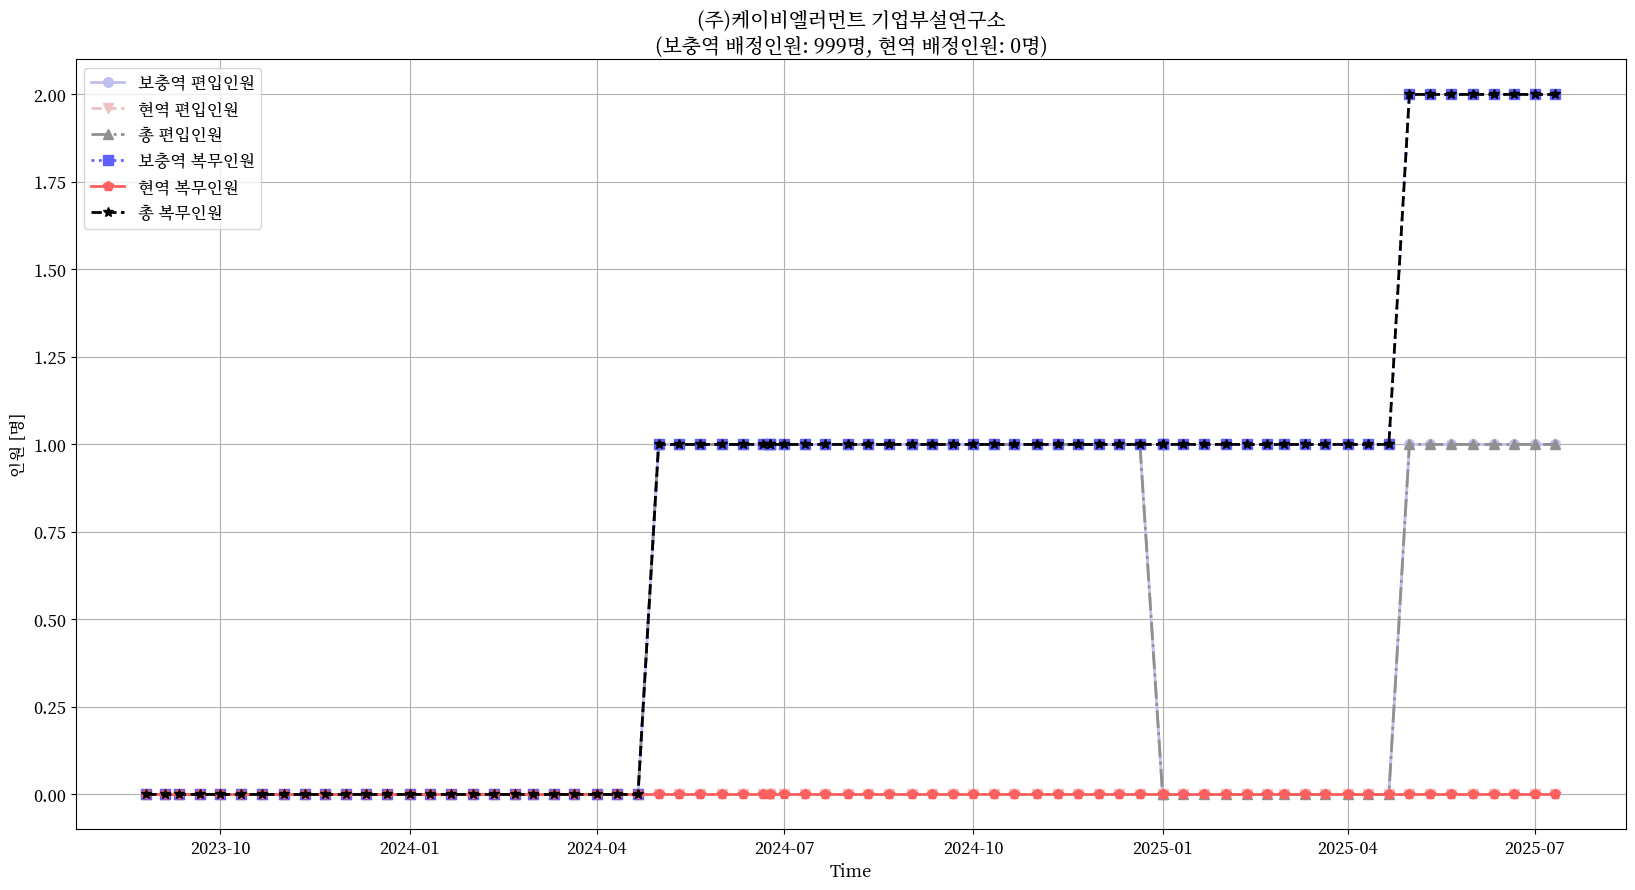 (주)케이비엘러먼트 기업부설연구소
(보충역 배정인원: 999명, 현역 배정인원: 0명)
보충역 편입인원
현역 편입인원
총 편입인원
보충역 복무인원
현역 복무인원
총 복무인원
2.00
1.75
1.50
1.25
1.00
0.75
0.50
0.25
0.00
인원 [명]
2023-10
2024-01
2024-04
2024-07
2024-10
2025-01
2025-04
2025-07
Time